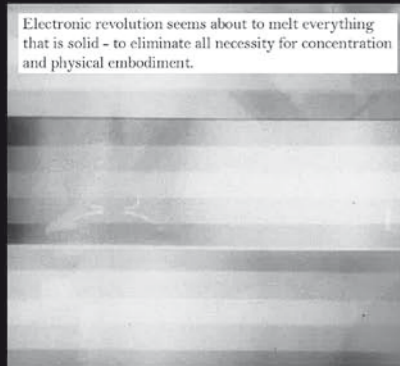 Electronic revolution seems about to melt everything
that is solid - to eliminate all necessity for concentration
and physical embodiment.